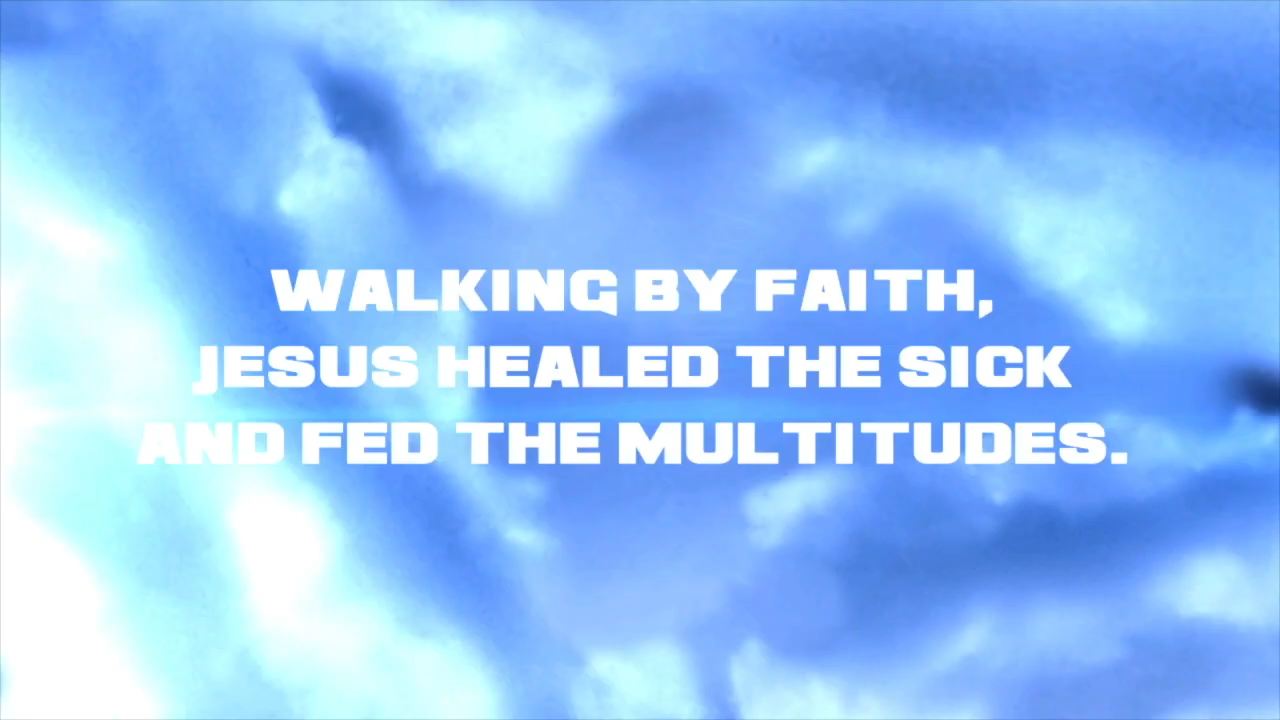 WALKING BY FAITH,
JESUS HEALED THE SICK
AND FED THE MULTITUDES.